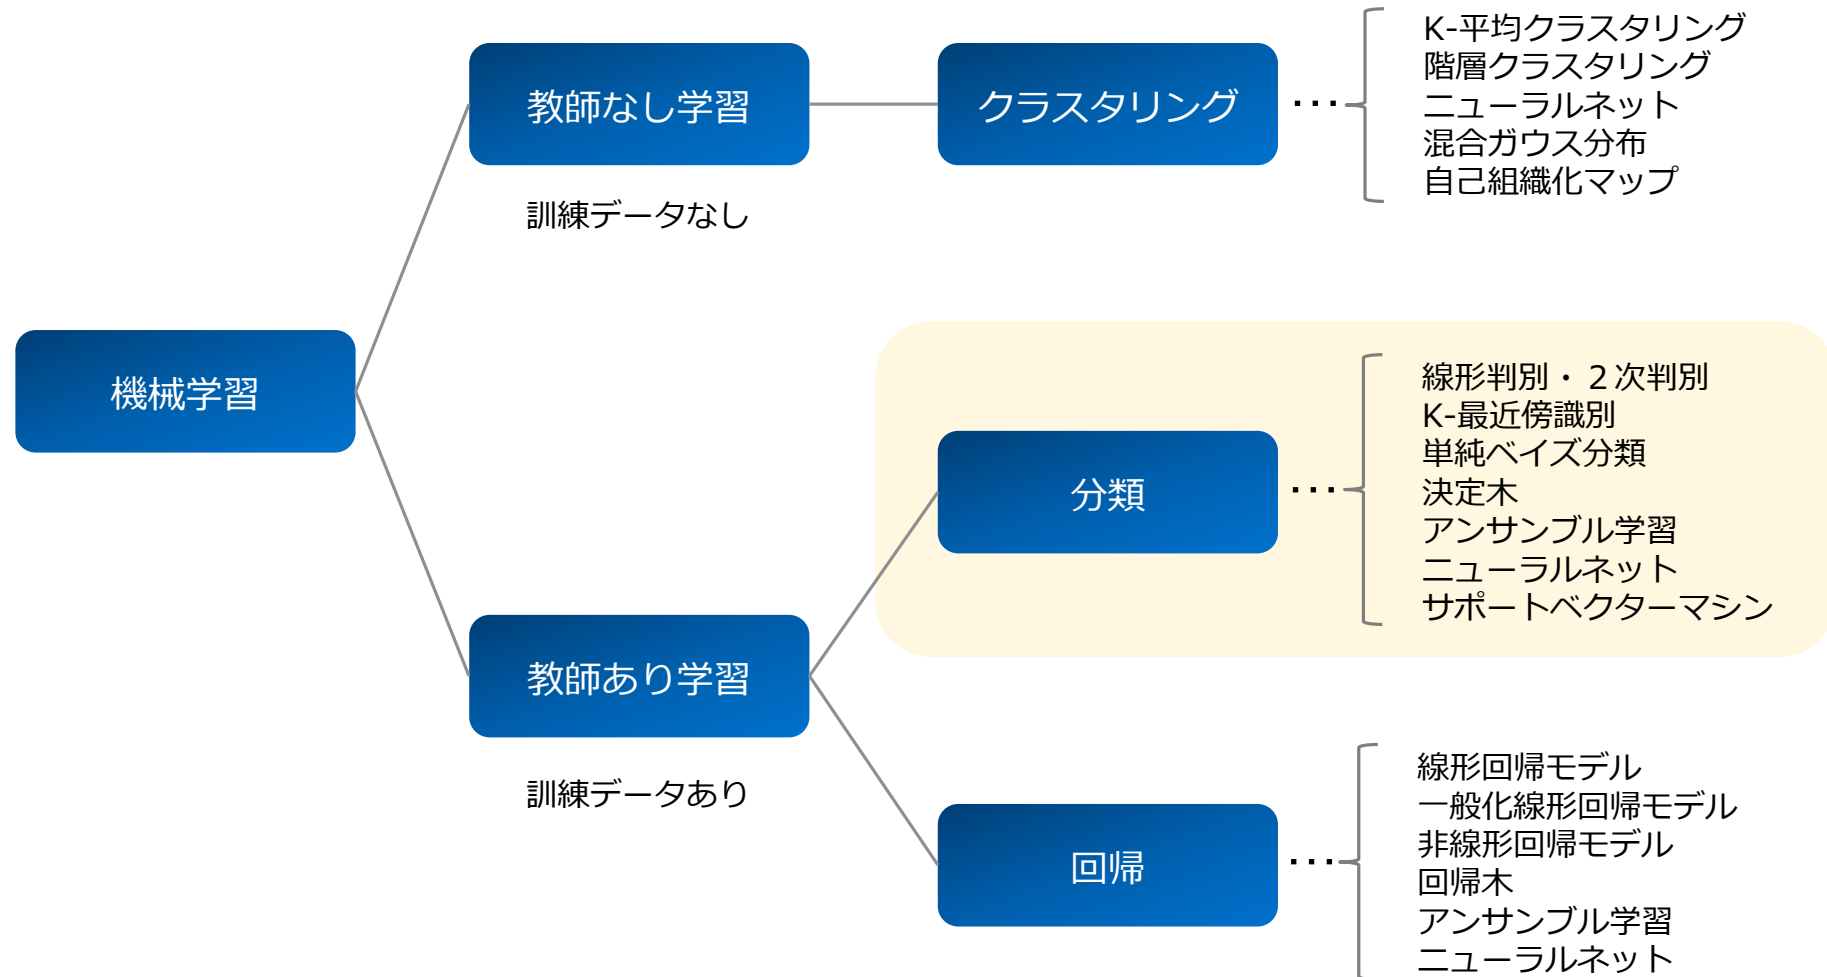 機械学習
教師なし学習
訓練データなし
クラスタリング
…
K-平均クラスタリング
階層クラスタリング
ニューラルネット
混合ガウス分布
自己組織化マップ
教師あり学習
訓練データあり
分類
…
線形判別・２次判別
K-最近傍識別
単純ベイズ分類
決定木
アンサンブル学習
ニューラルネット
サポートベクターマシン
回帰
…
線形回帰モデル
一般化線形回帰モデル
非線形回帰モデル
回帰木
アンサンブル学習
ニューラルネット